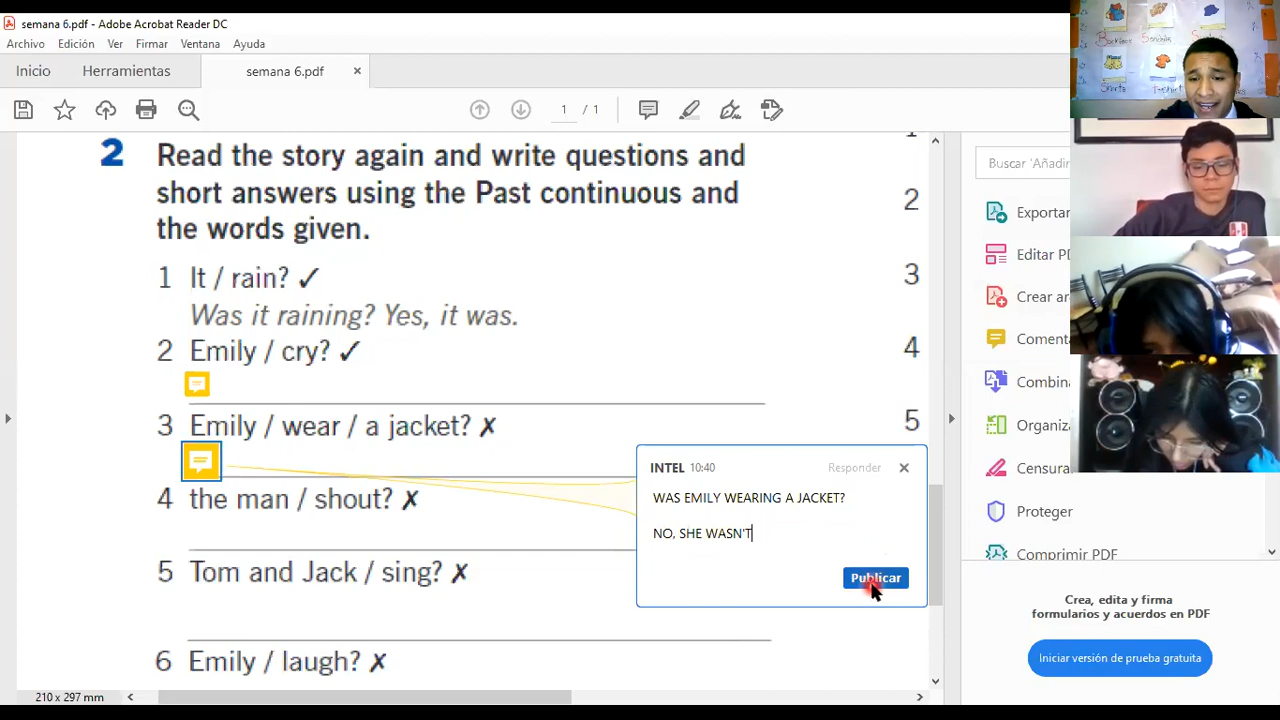 semana 6.pdf - Adobe Acrobat Reader DC
Archivo Edición Ver Firmar Ventana Ayuda
Inicio Herramientas semana 6.pdf ×
1 / 1
2 Read the story again and write questions and
short answers using the Past continuous and
the words given.
1 It / rain? ✓
Was it raining? Yes, it was.
2 Emily / cry? ✓
3 Emily / wear / a jacket? ✗
4 the man / shout? ✗
5 Tom and Jack / sing? ✗
6 Emily / laugh? ✗
1
2
3
4
5
INTEL 10:40 Responder ×
WAS EMILY WEARING A JACKET?
NO, SHE WASN'T
Publicar
210 x 297 mm
Buscar 'Añadi
Exportar
Editar PD
Crear ar
Comenta
Combina
Organiza
Censura
Proteger
Comprimir PDF
Crea, edita y firma
formularios y acuerdos en PDF
Iniciar versión de prueba gratuita
Shorts